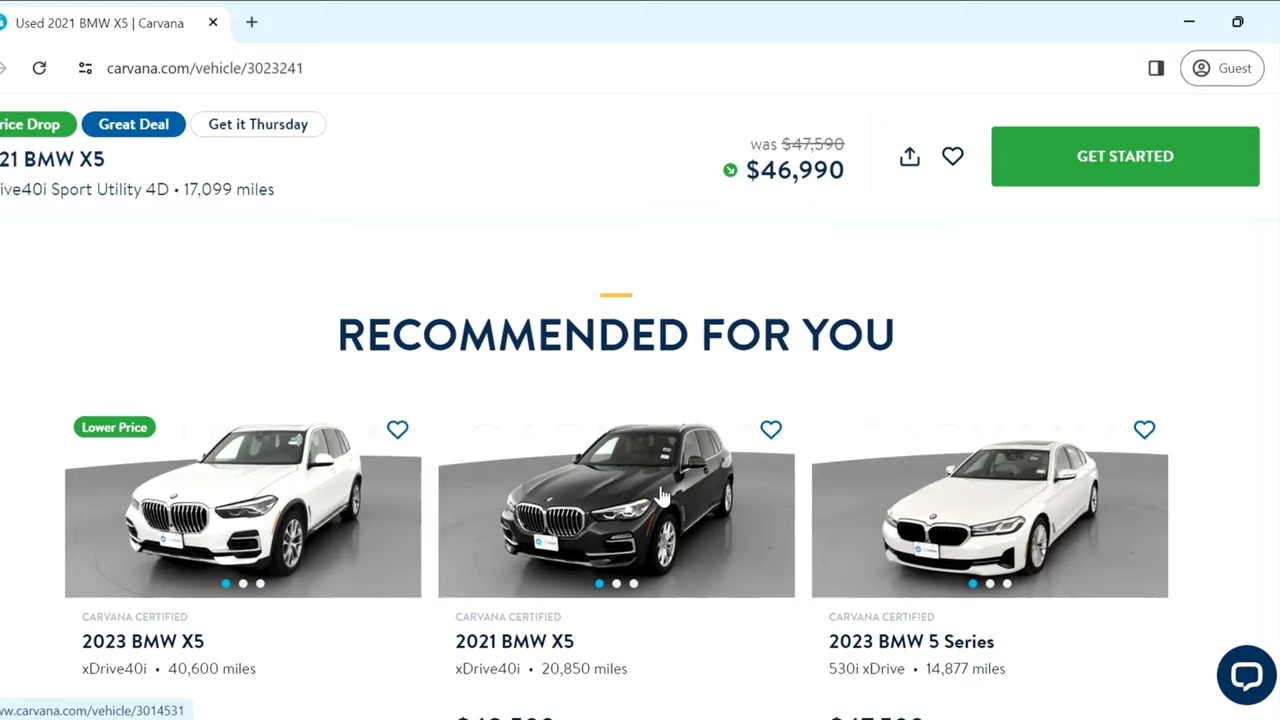 Used 2021 BMW X5 | Carvana
carvana.com/vehicle/3023241
Guest
rice Drop
Great Deal
Get it Thursday
21 BMW X5
ive40i Sport Utility 4D • 17,099 miles
was $47,590
$46,990
GET STARTED
RECOMMENDED FOR YOU
Lower Price
CARVANA CERTIFIED
2023 BMW X5
xDrive40i • 40,600 miles
CARVANA CERTIFIED
2021 BMW X5
xDrive40i • 20,850 miles
CARVANA CERTIFIED
2023 BMW 5 Series
530i xDrive • 14,877 miles
ww.carvana.com/vehicle/3014531